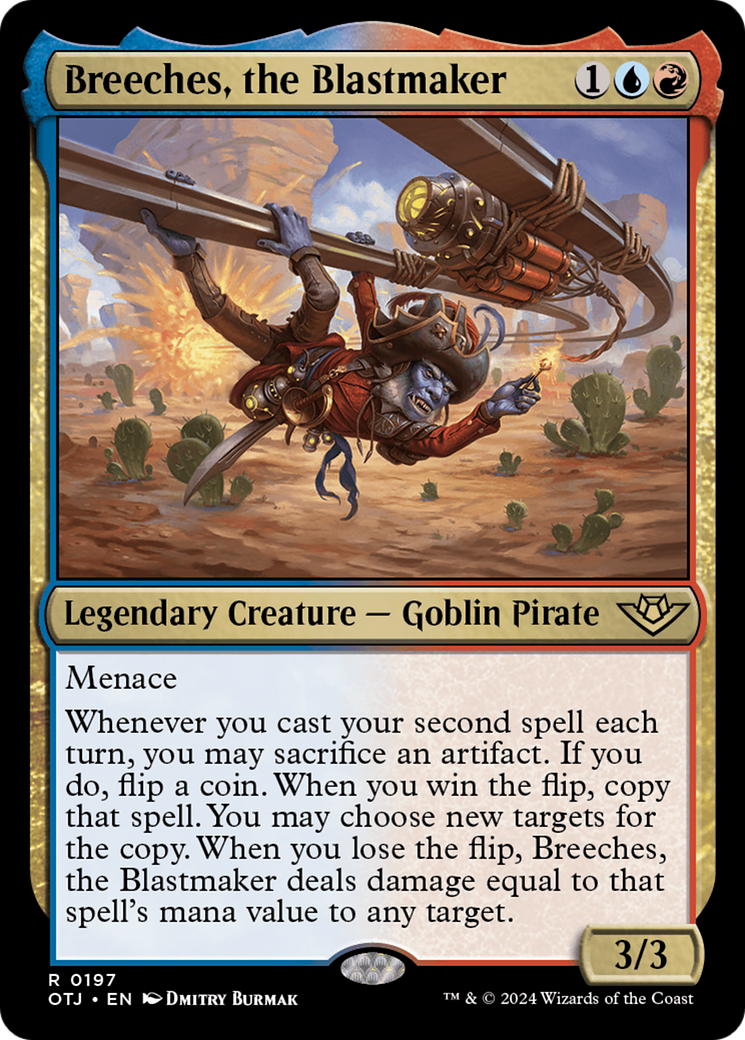 Breeches, the Blastmaker 1
Legendary Creature — Goblin Pirate
Menace
Whenever you cast your second spell each
turn, you may sacrifice an artifact. If you
do, flip a coin. When you win the flip, copy
that spell. You may choose new targets for
the copy. When you lose the flip, Breeches,
the Blastmaker deals damage equal to that
spell's mana value to any target.
3/3
R 0197
OTJ • EN Dmitry Burmak
™ & © 2024 Wizards of the Coast